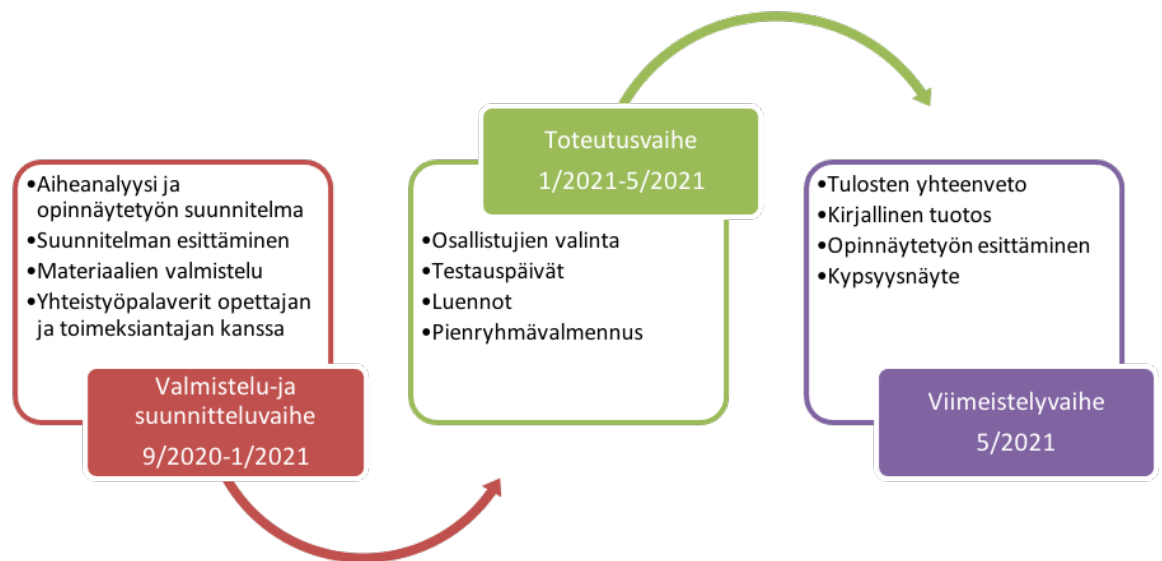 •Aiheanalyysi ja
opinnäytetyön suunnitelma
•Suunnitelman esittäminen
•Materiaalien valmistelu
•Yhteistyöpalaverit opettajan
ja toimeksiantajan kanssa
Valmistelu-ja
suunnitteluvaihe
9/2020-1/2021
Toteutusvaihe
1/2021-5/2021
•Osallistujien valinta
•Testauspäivät
•Luennot
•Pienryhmävalmennus
•Tulosten yhteenveto
•Kirjallinen tuotos
•Opinnäytetyön esittäminen
•Kypsyysnäyte
Viimeistelyvaihe
5/2021